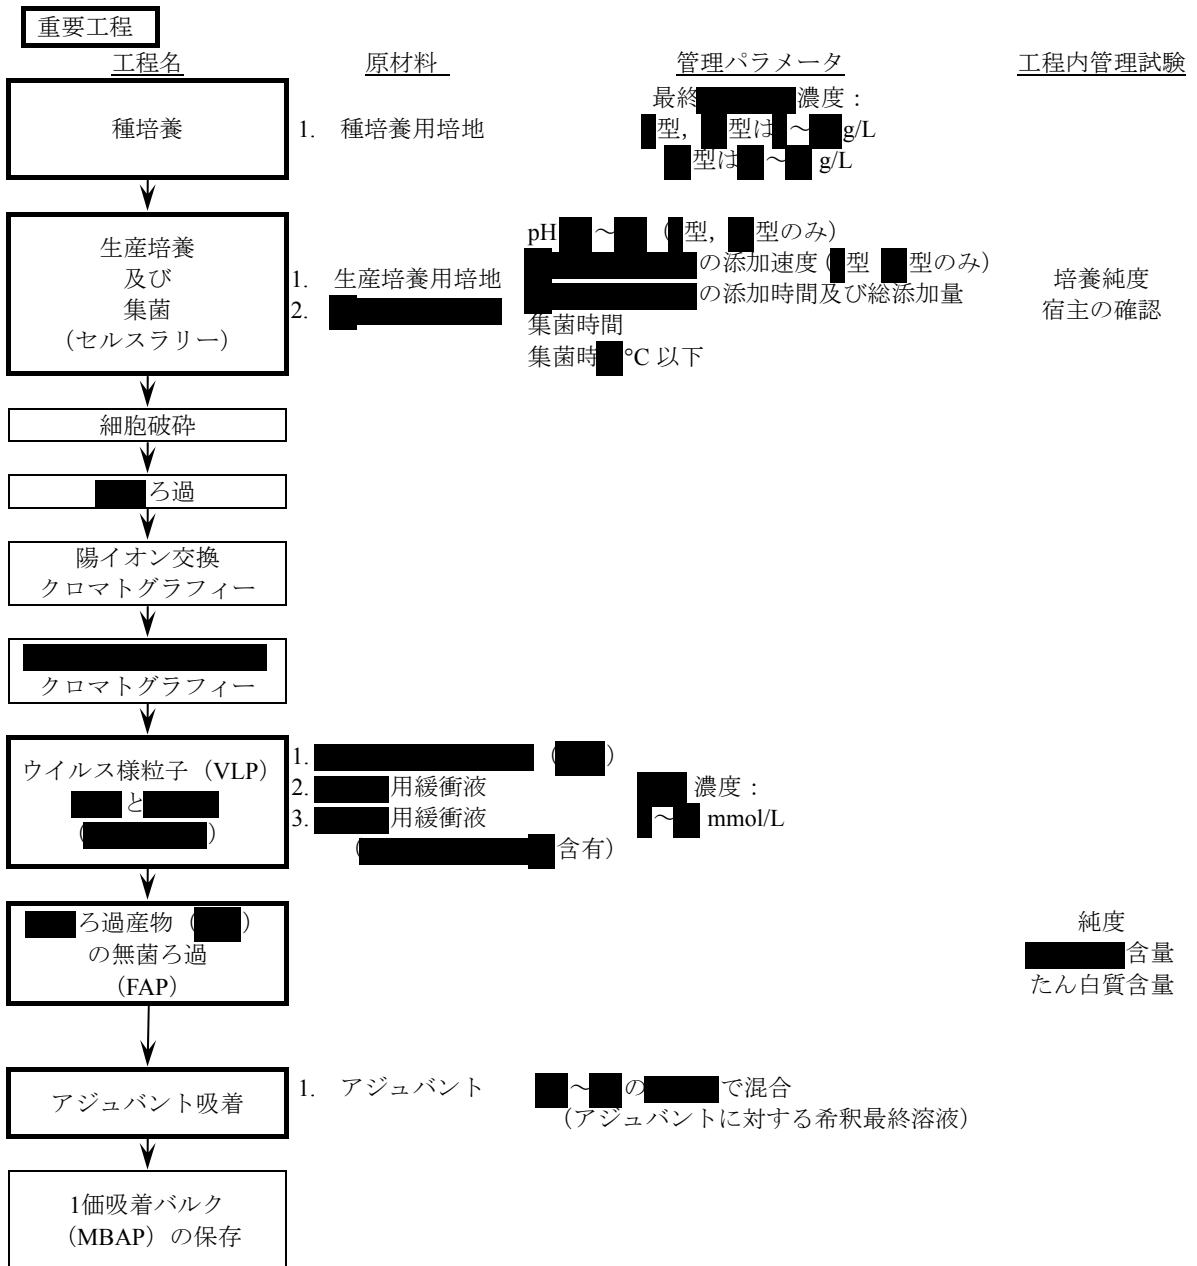 重要工程
工程名 原材料 管理パラメータ 工程内管理試験
種培養
1. 種培養用培地
最終 濃度：
型, 型は ～ g/L
型は ～ g/L
生産培養
及び
集菌
（セルスラリー）
1. 生産培養用培地
2.
pH ～ （ 型, 型のみ）
の添加速度（ 型 型のみ）
の添加時間及び総添加量
集菌時間
集菌時 °C 以下
培養純度
宿主の確認
細胞破砕
ろ過
陽イオン交換
クロマトグラフィー
クロマトグラフィー
ウイルス様粒子（VLP）
と
（ ）
1. （ ）
2. 用緩衝液
3. 用緩衝液
（ 含有）
濃度：
～ mmol/L
ろ過産物（ ）
の無菌ろ過
（FAP）
純度
含量
たん白質含量
アジュバント吸着
1. アジュバント
～ の で混合
（アジュバントに対する希釈最終溶液）
1価吸着バルク
（MBAP）の保存